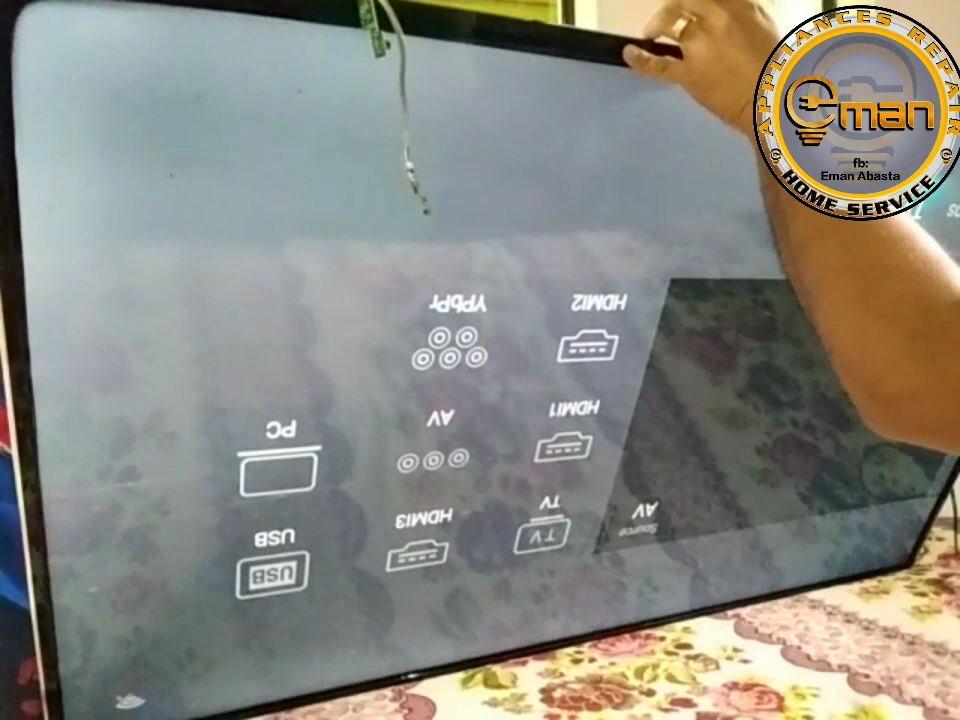 APPLIANCES REPAIR
eman
fb:
Eman Abasta
HOME SERVICE
Source
AV
TV
TV
HDMI3
USB
USB
HDMI1
AV
PC
HDMI2
YPbPr